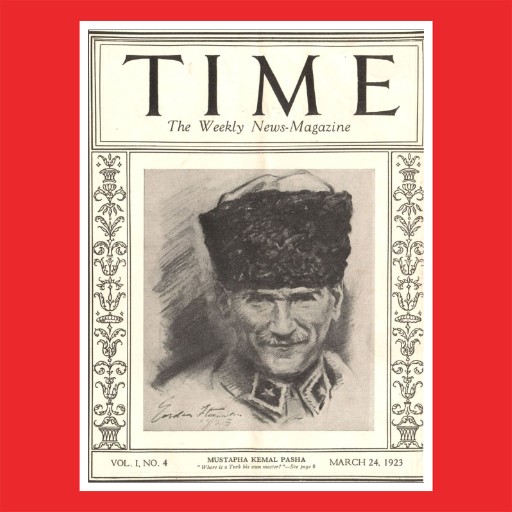 TIME
The Weekly News-Magazine
1923
VOL. I, NO. 4
MUSTAPHA KEMAL PASHA
"Where is a Turk his own master?"—See page 8
MARCH 24, 1923